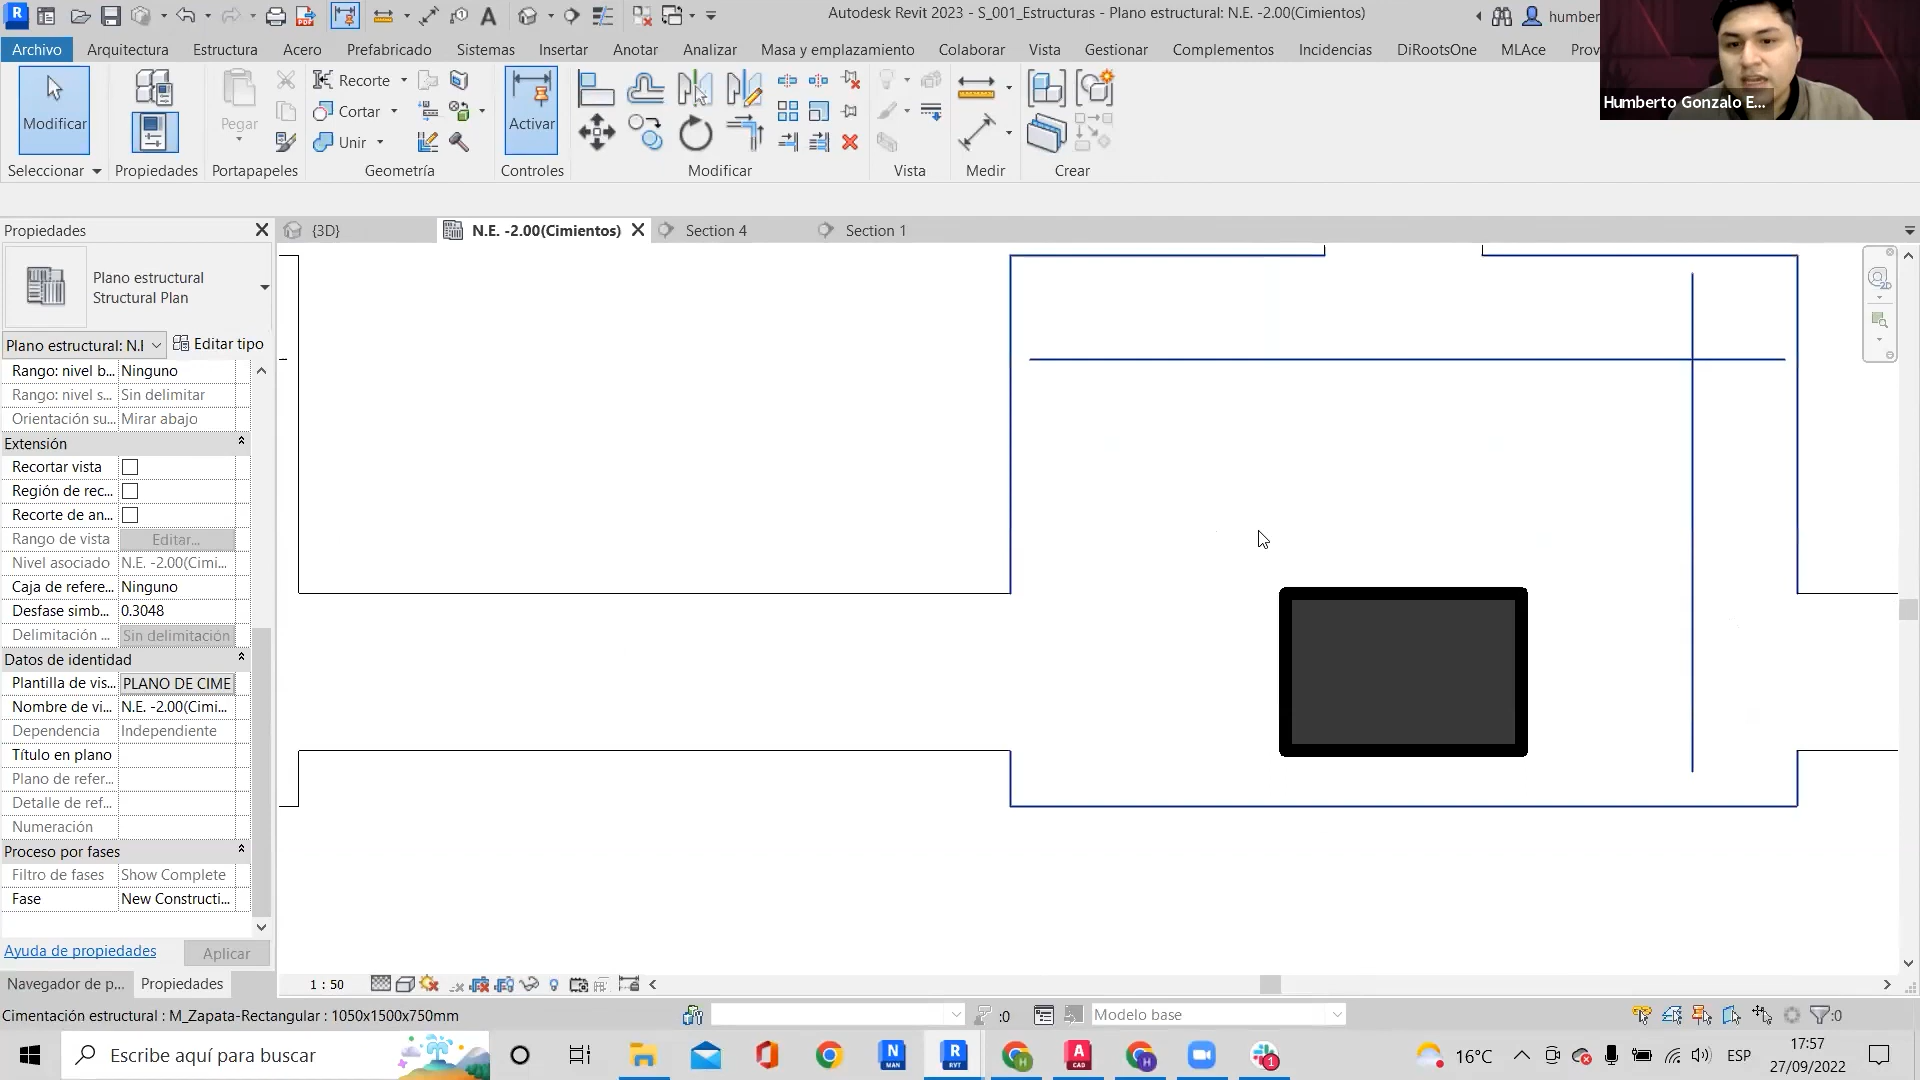 Autodesk Revit 2023 - S_001_Estructuras - Plano estructural: N.E. -2.00(Cimientos)
humber
Archivo Arquitectura Estructura Acero Prefabricado Sistemas Insertar Anotar Analizar Masa y emplazamiento Colaborar Vista Gestionar Complementos Incidencias DiRootsOne MLAce Prov
Humberto Gonzalo E...
Modificar
Pegar
Recorte
Cortar
Unir
Activar
Seleccionar Propiedades Portapapeles Geometría Controles Modificar Vista Medir Crear
Propiedades
{3D} N.E. -2.00(Cimientos) Section 4 Section 1
Plano estructural
Structural Plan
Plano estructural: N.E Editar tipo
Rango: nivel b... Ninguno
Rango: nivel s... Sin delimitar
Orientación su... Mirar abajo
Extensión
Recortar vista
Región de rec...
Recorte de an...
Rango de vista Editar...
Nivel asociado N.E. -2.00(Cimi...
Caja de refere... Ninguno
Desfase simb... 0.3048
Delimitación ... Sin delimitación
Datos de identidad
Plantilla de vis... PLANO DE CIME
Nombre de vi... N.E. -2.00(Cimi...
Dependencia Independiente
Título en plano
Plano de refer...
Detalle de ref...
Numeración
Proceso por fases
Filtro de fases Show Complete
Fase New Constructi...
Ayuda de propiedades Aplicar
Navegador de p... Propiedades
1 : 50
Cimentación estructural : M_Zapata-Rectangular : 1050x1500x750mm
:0
Modelo base
:0
Escribe aquí para buscar
16°C
ESP
17:57
27/09/2022